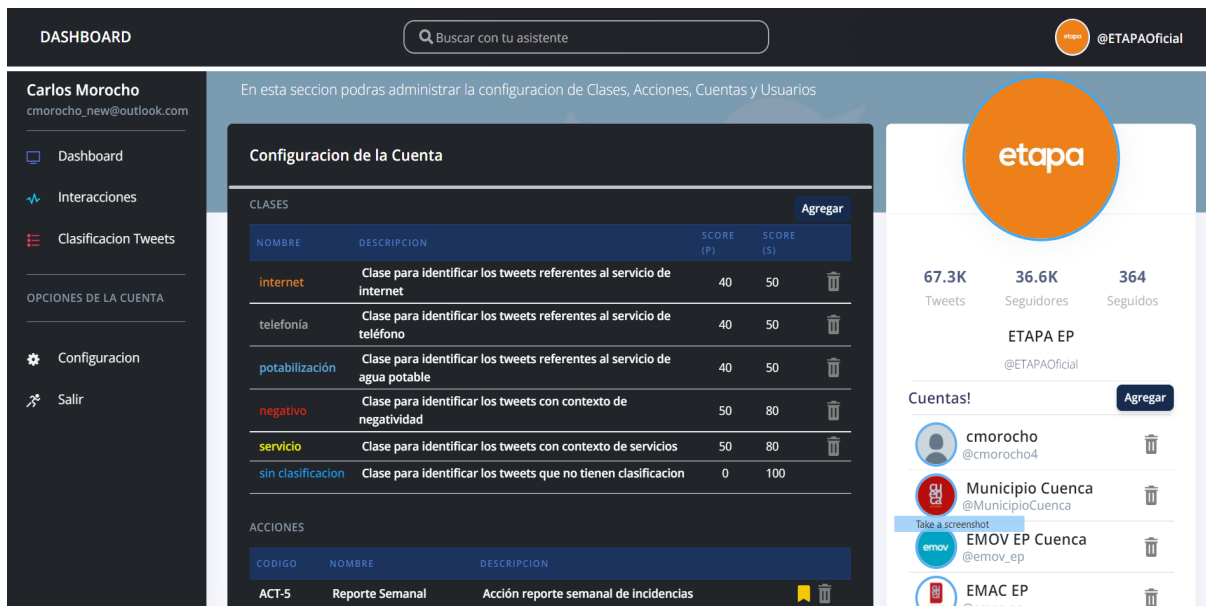 DASHBOARD
Buscar con tu asistente
etapa
@ETAPAOficial
Carlos Morocho
cmorocho_new@outlook.com
Dashboard
Interacciones
Clasificacion Tweets
OPCIONES DE LA CUENTA
Configuracion
Salir
En esta seccion podras administrar la configuracion de Clases, Acciones, Cuentas y Usuarios
Configuracion de la Cuenta
CLASES
Agregar
NOMBRE DESCRIPCION SCORE (P) SCORE (S)
internet Clase para identificar los tweets referentes al servicio de 40 50
internet
telefonía Clase para identificar los tweets referentes al servicio de 40 50
teléfono
potabilización Clase para identificar los tweets referentes al servicio de 40 50
agua potable
negativo Clase para identificar los tweets con contexto de 50 80
negatividad
servicio Clase para identificar los tweets con contexto de servicios 50 80
sin clasificacion Clase para identificar los tweets que no tienen clasificacion 0 100
ACCIONES
CODIGO NOMBRE DESCRIPCION
ACT-5 Reporte Semanal Acción reporte semanal de incidencias
etapa
67.3K 36.6K 364
Tweets Seguidores Seguidos
ETAPA EP
@ETAPAOficial
Cuentas!
Agregar
cmorocho
@cmorocho4
Municipio Cuenca
@MunicipioCuenca
Take a screenshot
emov
EMOV EP Cuenca
@emov_ep
EMAC EP